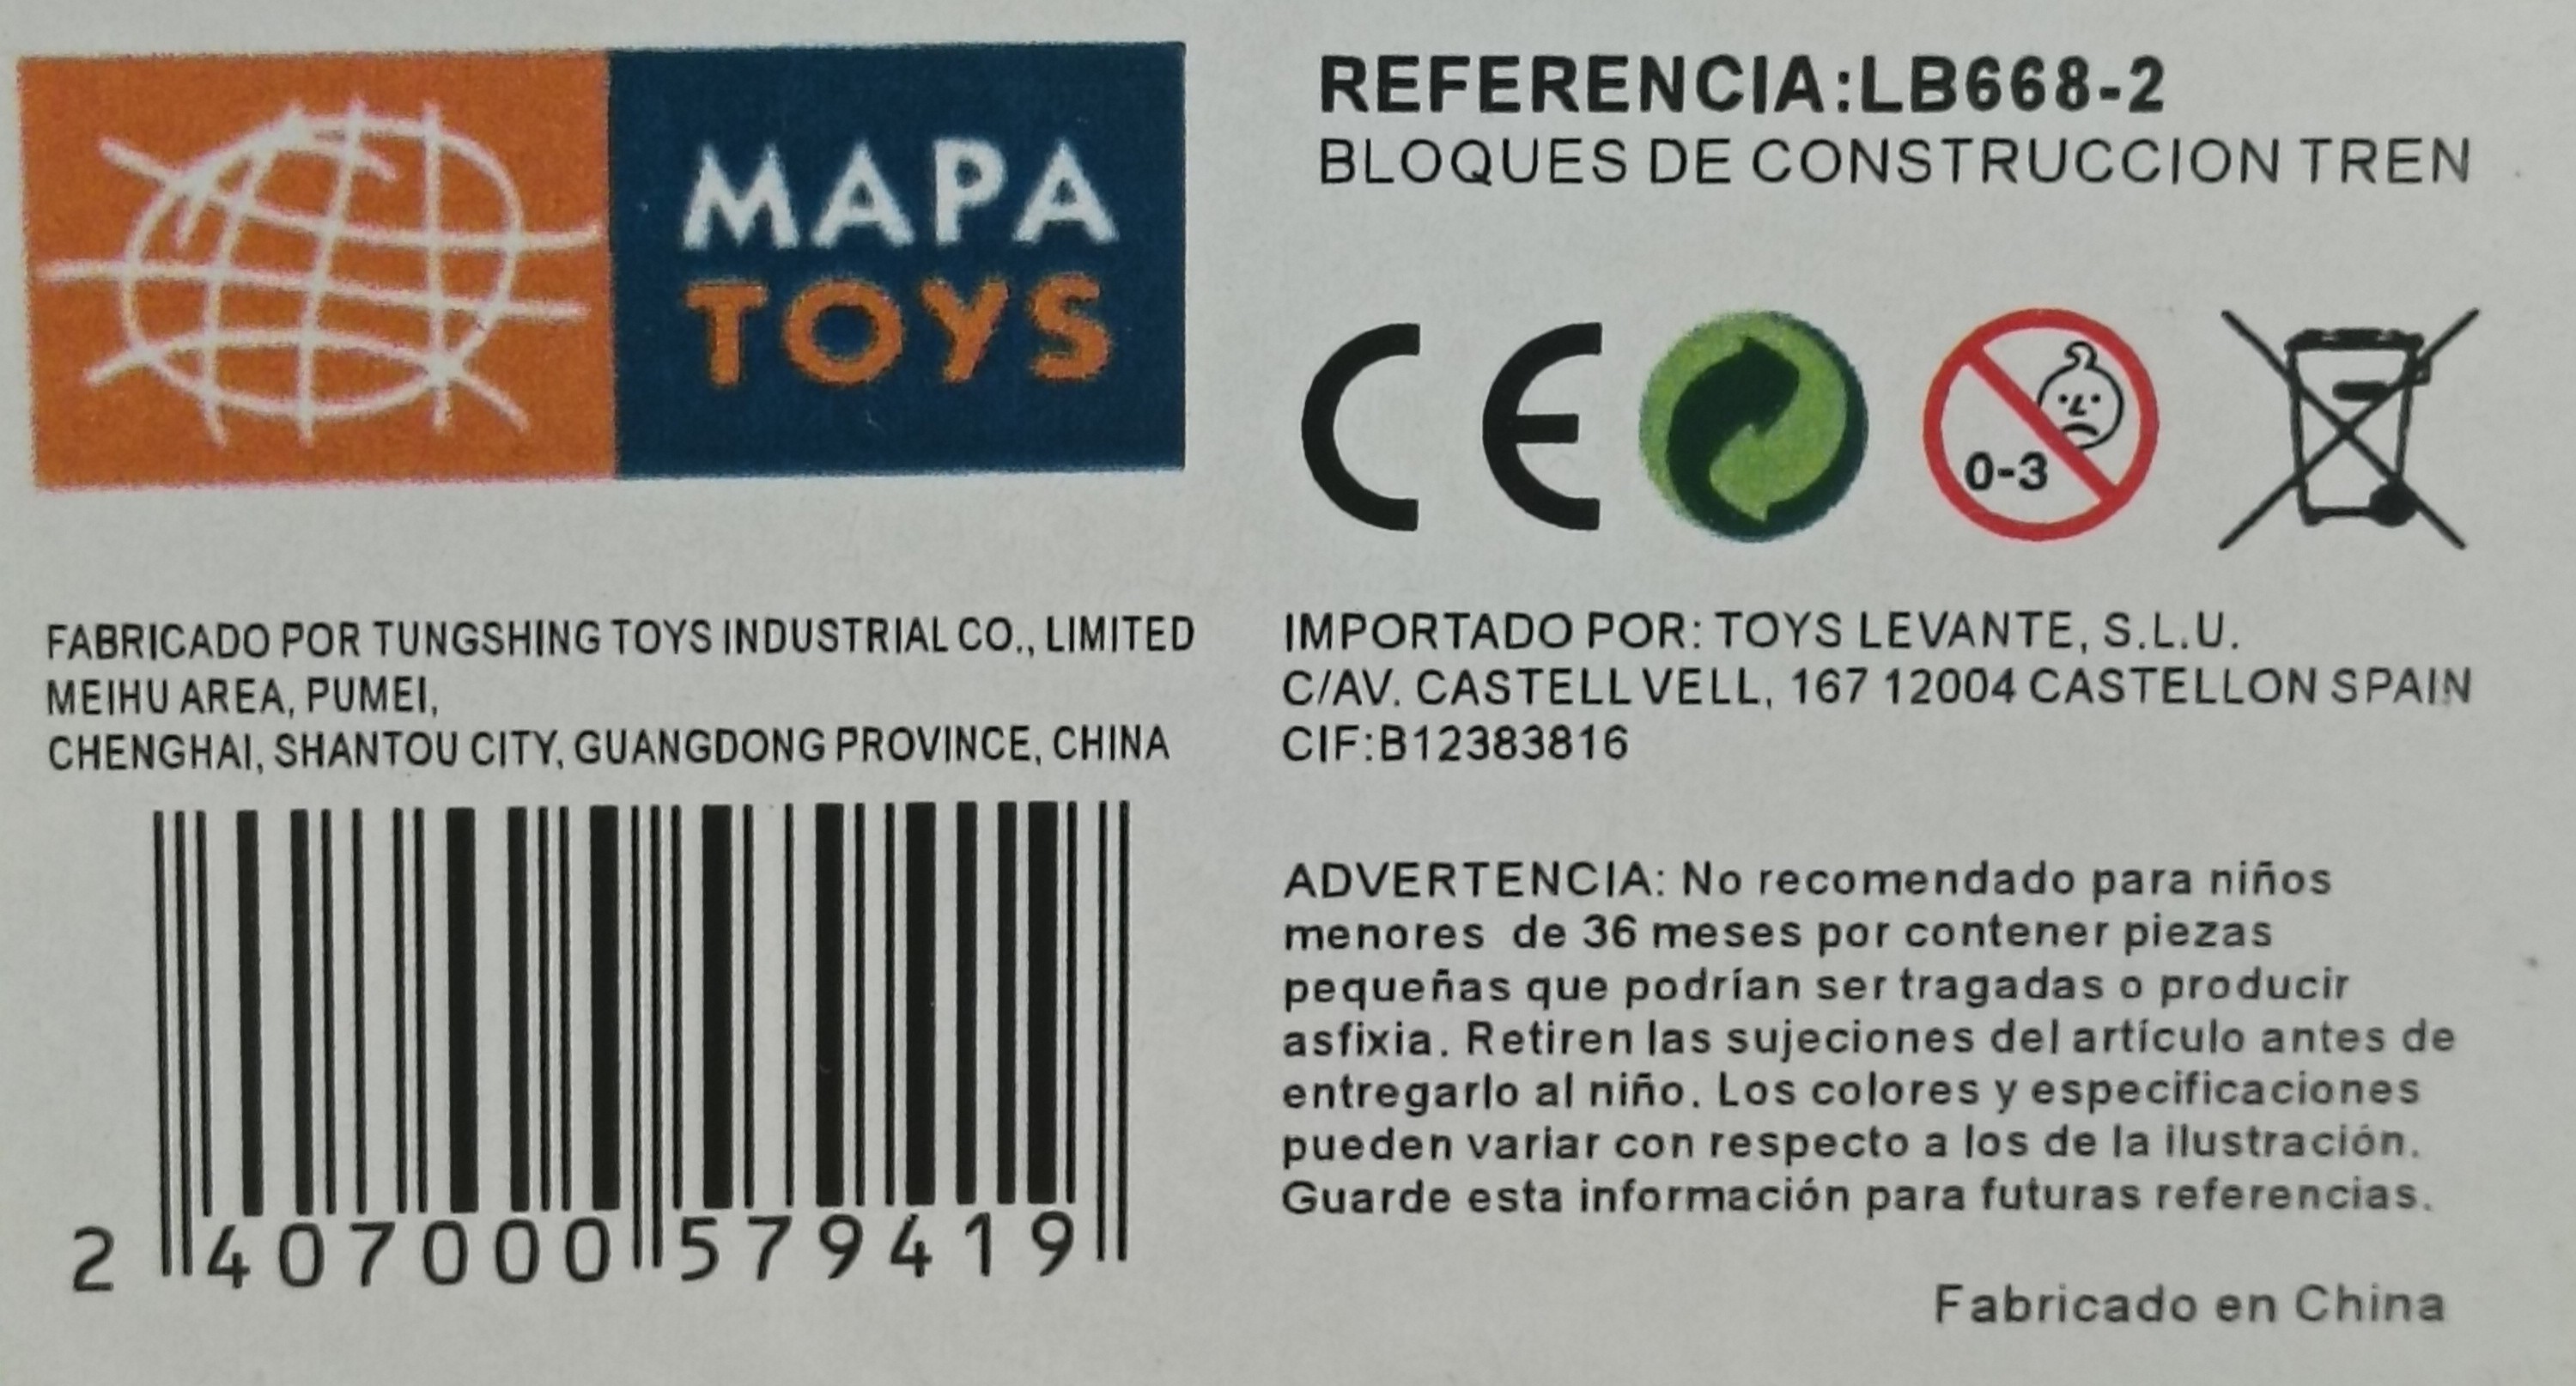 MAPA
TOYS
REFERENCIA:LB668-2
BLOQUES DE CONSTRUCCION TREN
CE
0-3
FABRICADO POR TUNGSHING TOYS INDUSTRIAL CO., LIMITED
MEIHU AREA, PUMEI,
CHENGHAI, SHANTOU CITY, GUANGDONG PROVINCE, CHINA
2 407000 579419
IMPORTADO POR: TOYS LEVANTE, S.L.U.
C/AV. CASTELL VELL, 167 12004 CASTELLON SPAIN
CIF:B12383816
ADVERTENCIA: No recomendado para niños
menores de 36 meses por contener piezas
pequeñas que podrían ser tragadas o producir
asfixia. Retiren las sujeciones del artículo antes de
entregarlo al niño. Los colores y especificaciones
pueden variar con respecto a los de la ilustración.
Guarde esta información para futuras referencias.
Fabricado en China